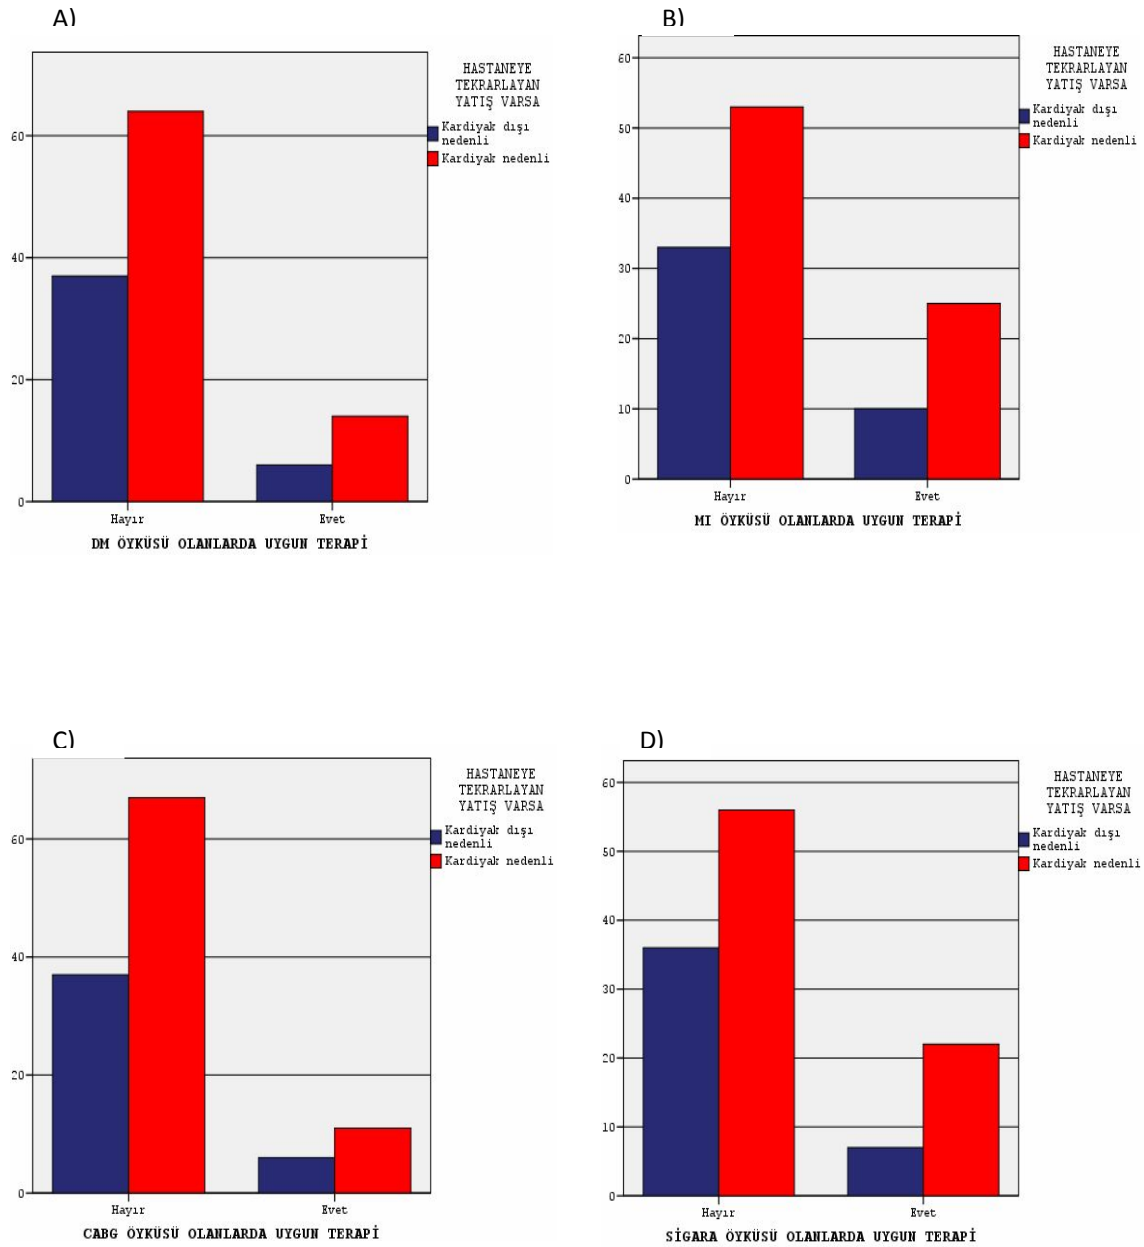 A)
HASTANEYE
TEKRARLAYAN
YATIŞ VARSA
Kardiyak dışı
nedenli
Kardiyak nedenli
60
40
20
0
Hayır
Evet
DM ÖYKÜSÜ OLANLARDA UYGUN TERAPİ
B)
HASTANEYE
TEKRARLAYAN
YATIŞ VARSA
Kardiyak dışı
nedenli
Kardiyak nedenli
60
50
40
30
20
10
0
Hayır
Evet
MI ÖYKÜSÜ OLANLARDA UYGUN TERAPİ
C)
HASTANEYE
TEKRARLAYAN
YATIŞ VARSA
Kardiyak dışı
nedenli
Kardiyak nedenli
60
40
20
0
Hayır
Evet
CABG ÖYKÜSÜ OLANLARDA UYGUN TERAPİ
D)
HASTANEYE
TEKRARLAYAN
YATIŞ VARSA
Kardiyak dışı
nedenli
Kardiyak nedenli
60
50
40
30
20
10
0
Hayır
Evet
SİGARA ÖYKÜSÜ OLANLARDA UYGUN TERAPİ